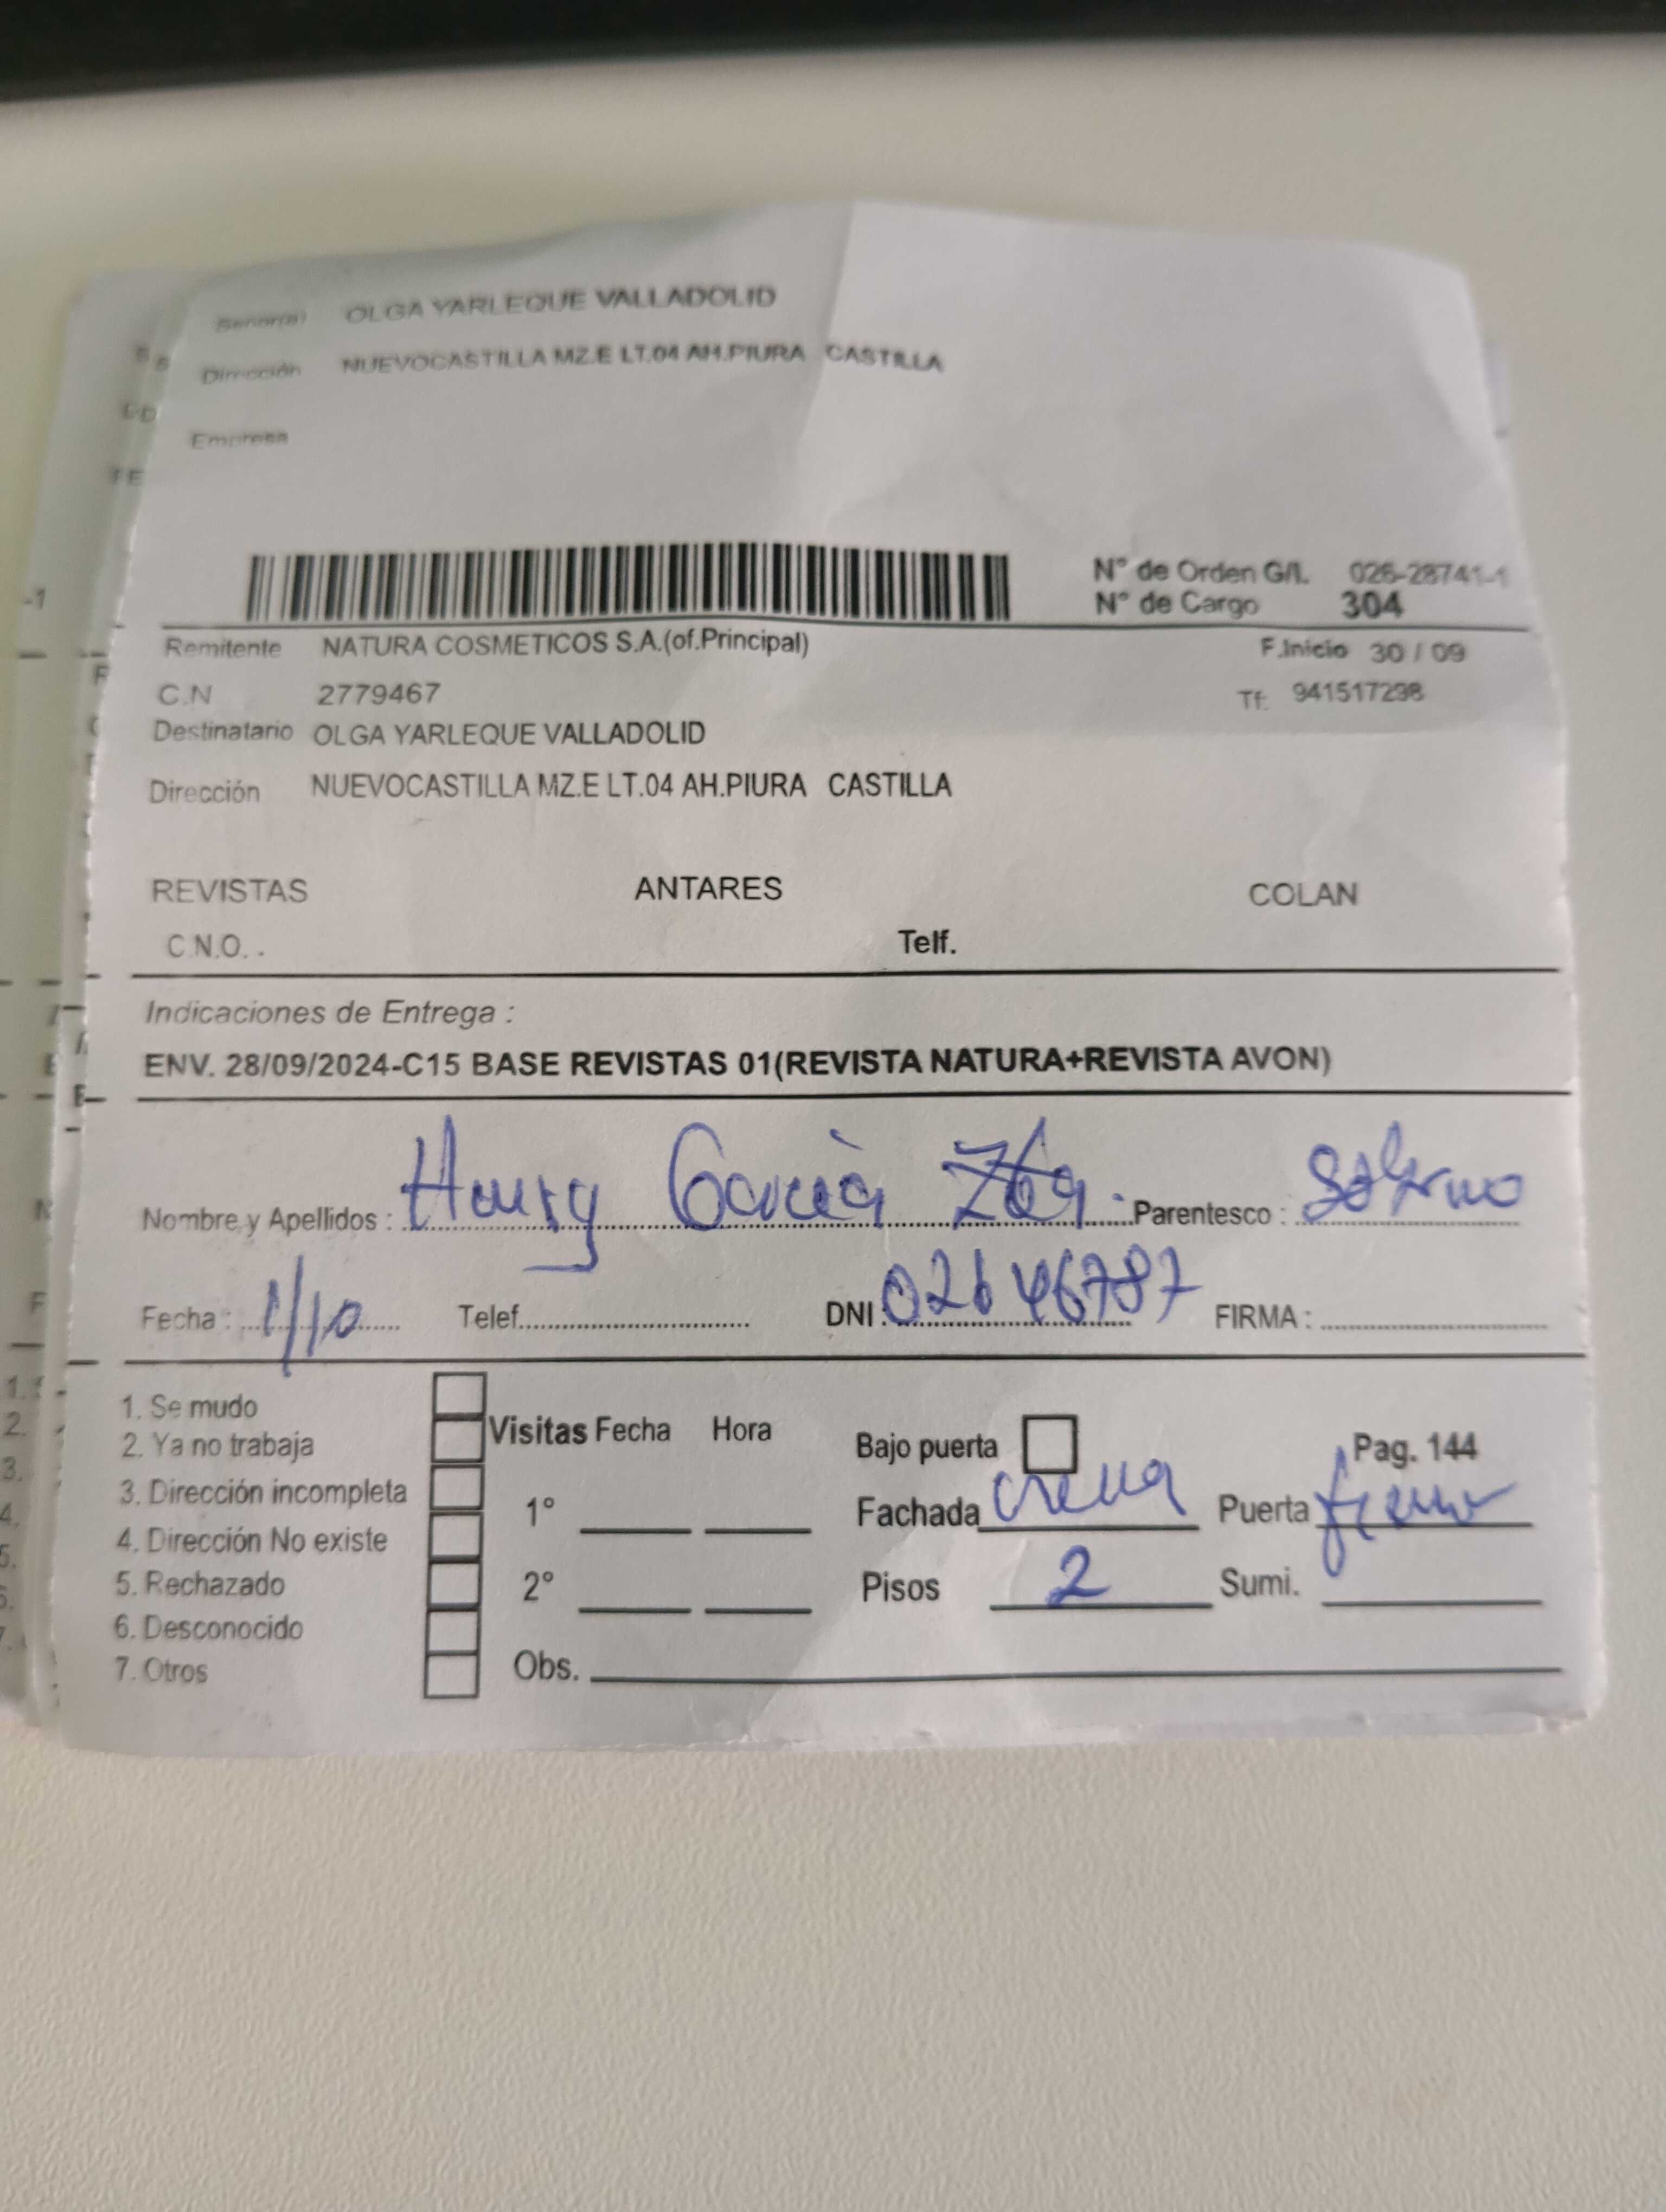 Señor(a) OLGA YARLEQUE VALLADOLID
Dirección NUEVOCASTILLA MZ.E LT.04 AH.PIURA CASTILLA
Empresa
N° de Orden G/I. 026-28741-1
N° de Cargo 304
Remitente NATURA COSMETICOS S.A.(of.Principal) F.Inicio 30 / 09
C.N 2779467 Tf. 941517298
Destinatario OLGA YARLEQUE VALLADOLID
Dirección NUEVOCASTILLA MZ.E LT.04 AH.PIURA CASTILLA
REVISTAS ANTARES COLAN
C.N.O. . Telf.
Indicaciones de Entrega :
ENV. 28/09/2024-C15 BASE REVISTAS 01(REVISTA NATURA+REVISTA AVON)
Nombre y Apellidos : Henry García Parentesco :
Fecha : 1/10 Telef. DNI : 02646787 FIRMA :
1. Se mudo
2. Ya no trabaja Visitas Fecha Hora Bajo puerta Pag. 144
3. Dirección incompleta 1° Fachada crema Puerta
4. Dirección No existe
5. Rechazado 2° Pisos 2 Sumi.
6. Desconocido
7. Otros Obs.